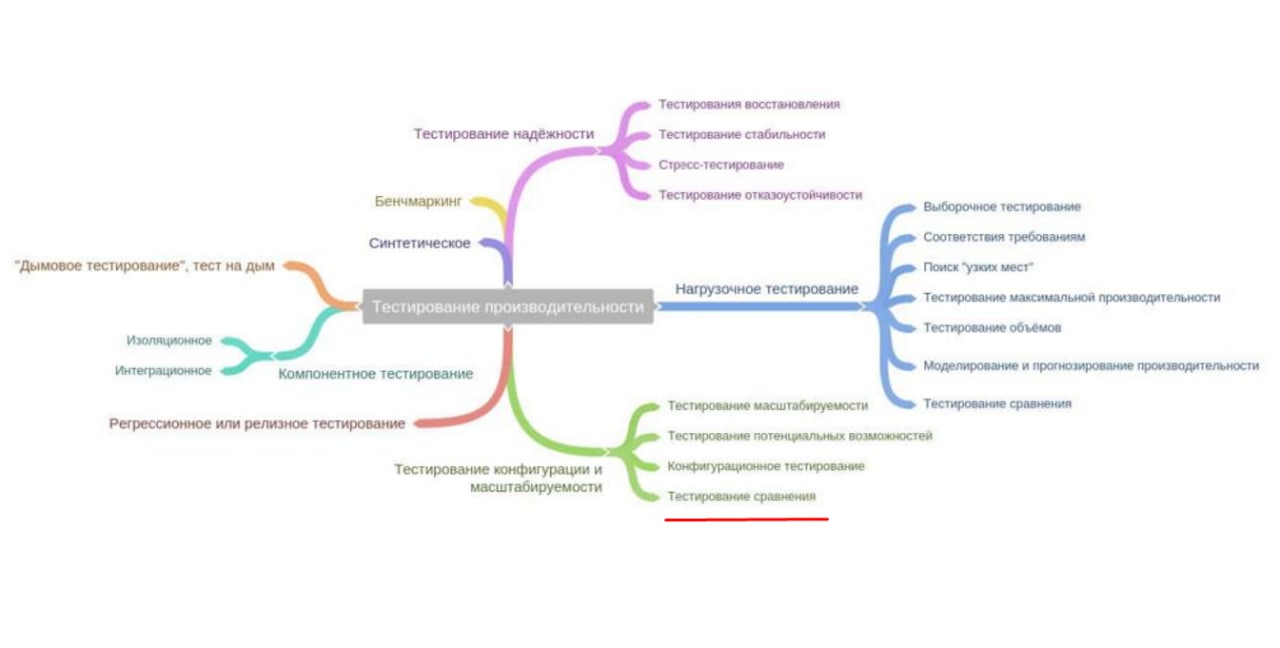 Тестирования восстановления
Тестирование надёжности
Тестирование стабильности
Стресс-тестирование
Тестирование отказоустойчивости
Бенчмаркинг
Синтетическое
"Дымовое тестирование", тест на дым
Тестирование производительности
Изоляционное
Интеграционное
Компонентное тестирование
Регрессионное или релизное тестирование
Нагрузочное тестирование
Выборочное тестирование
Соответствия требованиям
Поиск "узких мест"
Тестирование максимальной производительности
Тестирование объёмов
Моделирование и прогнозирование производительности
Тестирование сравнения
Тестирование конфигурации и
масштабируемости
Тестирование масштабируемости
Тестирование потенциальных возможностей
Конфигурационное тестирование
Тестирование сравнения